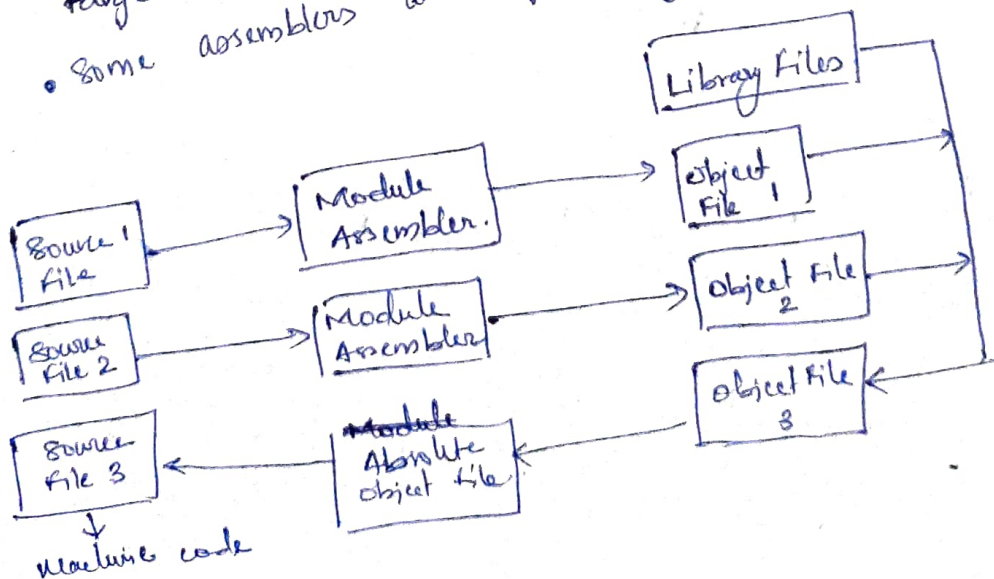 • Some assemblers
Library Files
Source 1
File
Module
Assembler.
Object
File 1
Source
File 2
Module
Assembler
Object File
2
Source
File 3
Absolute
Object File
Object File
3
Machine code